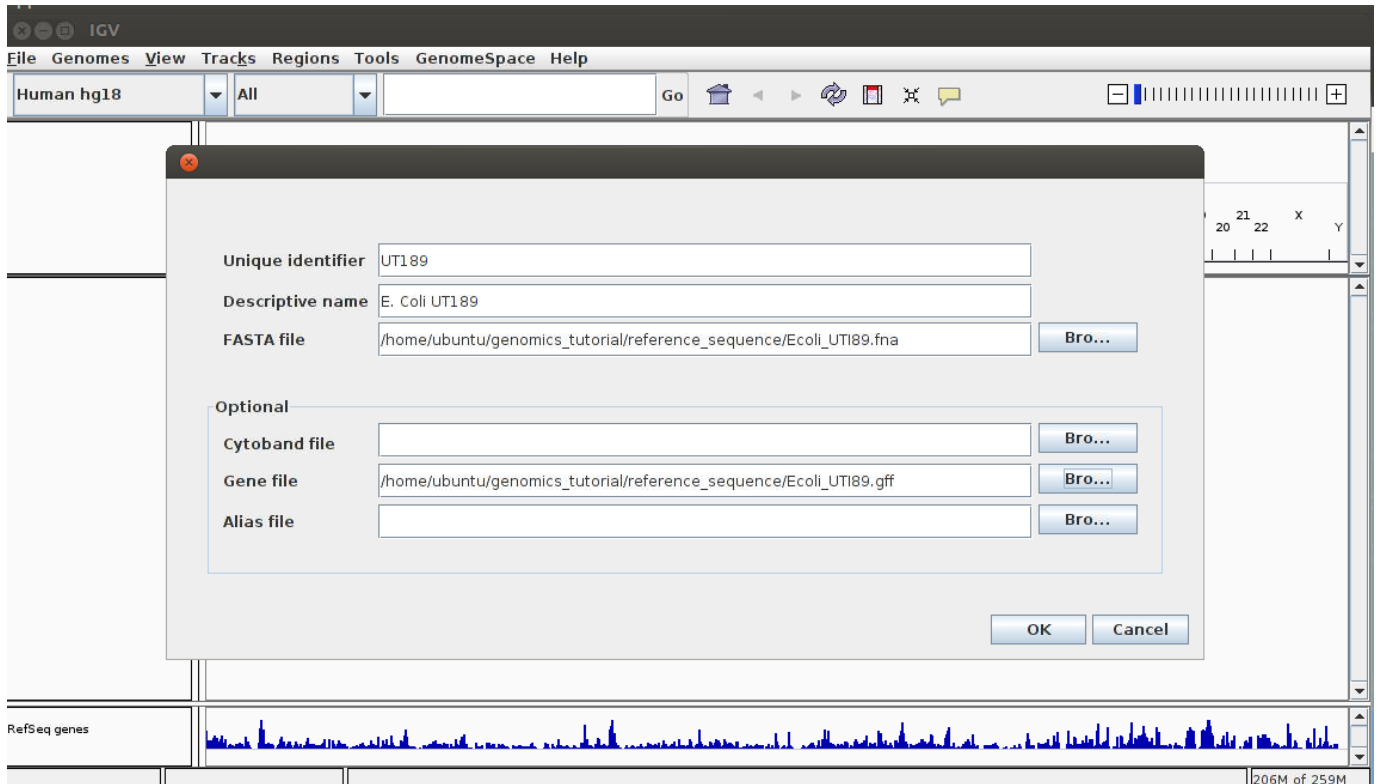 IGV
File Genomes View Tracks Regions Tools GenomeSpace Help
Human hg18 All Go
21 X
20 22 Y
Unique identifier UT189
Descriptive name E. Coli UT189
FASTA file /home/ubuntu/genomics_tutorial/reference_sequence/Ecoli_UTI89.fna Bro...
Optional
Cytoband file Bro...
Gene file /home/ubuntu/genomics_tutorial/reference_sequence/Ecoli_UTI89.gff Bro...
Alias file Bro...
OK Cancel
RefSeq genes
206M of 259M